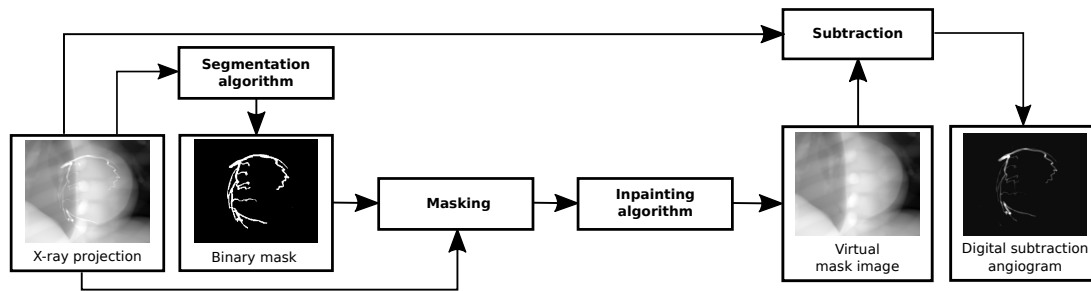 Subtraction
Segmentation
algorithm
Masking
Inpainting
algorithm
X-ray projection
Binary mask
Virtual
mask image
Digital subtraction
angiogram